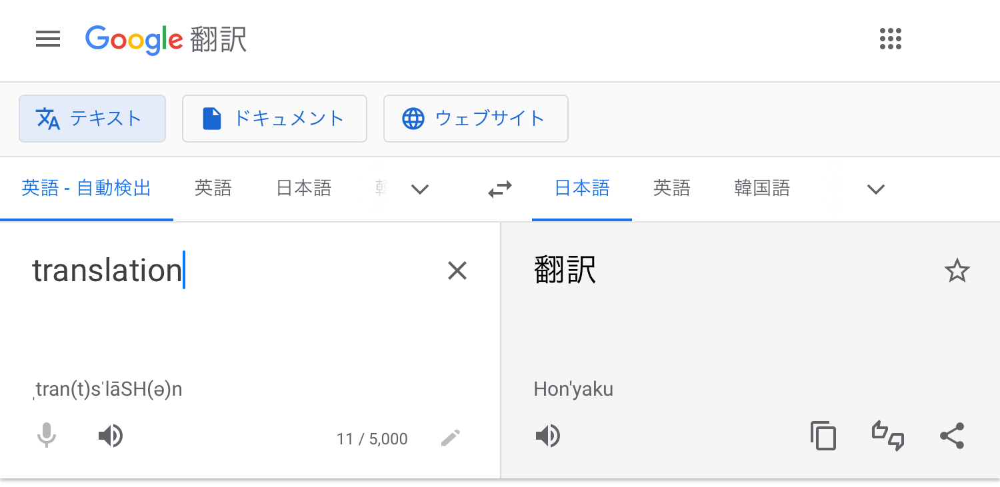 Google 翻訳
テキスト ドキュメント ウェブサイト
英語 - 自動検出 英語 日本語 日本語 英語 韓国語
translation
翻訳
ˌtran(t)sˈlāSH(ə)n
Hon'yaku
11 / 5,000